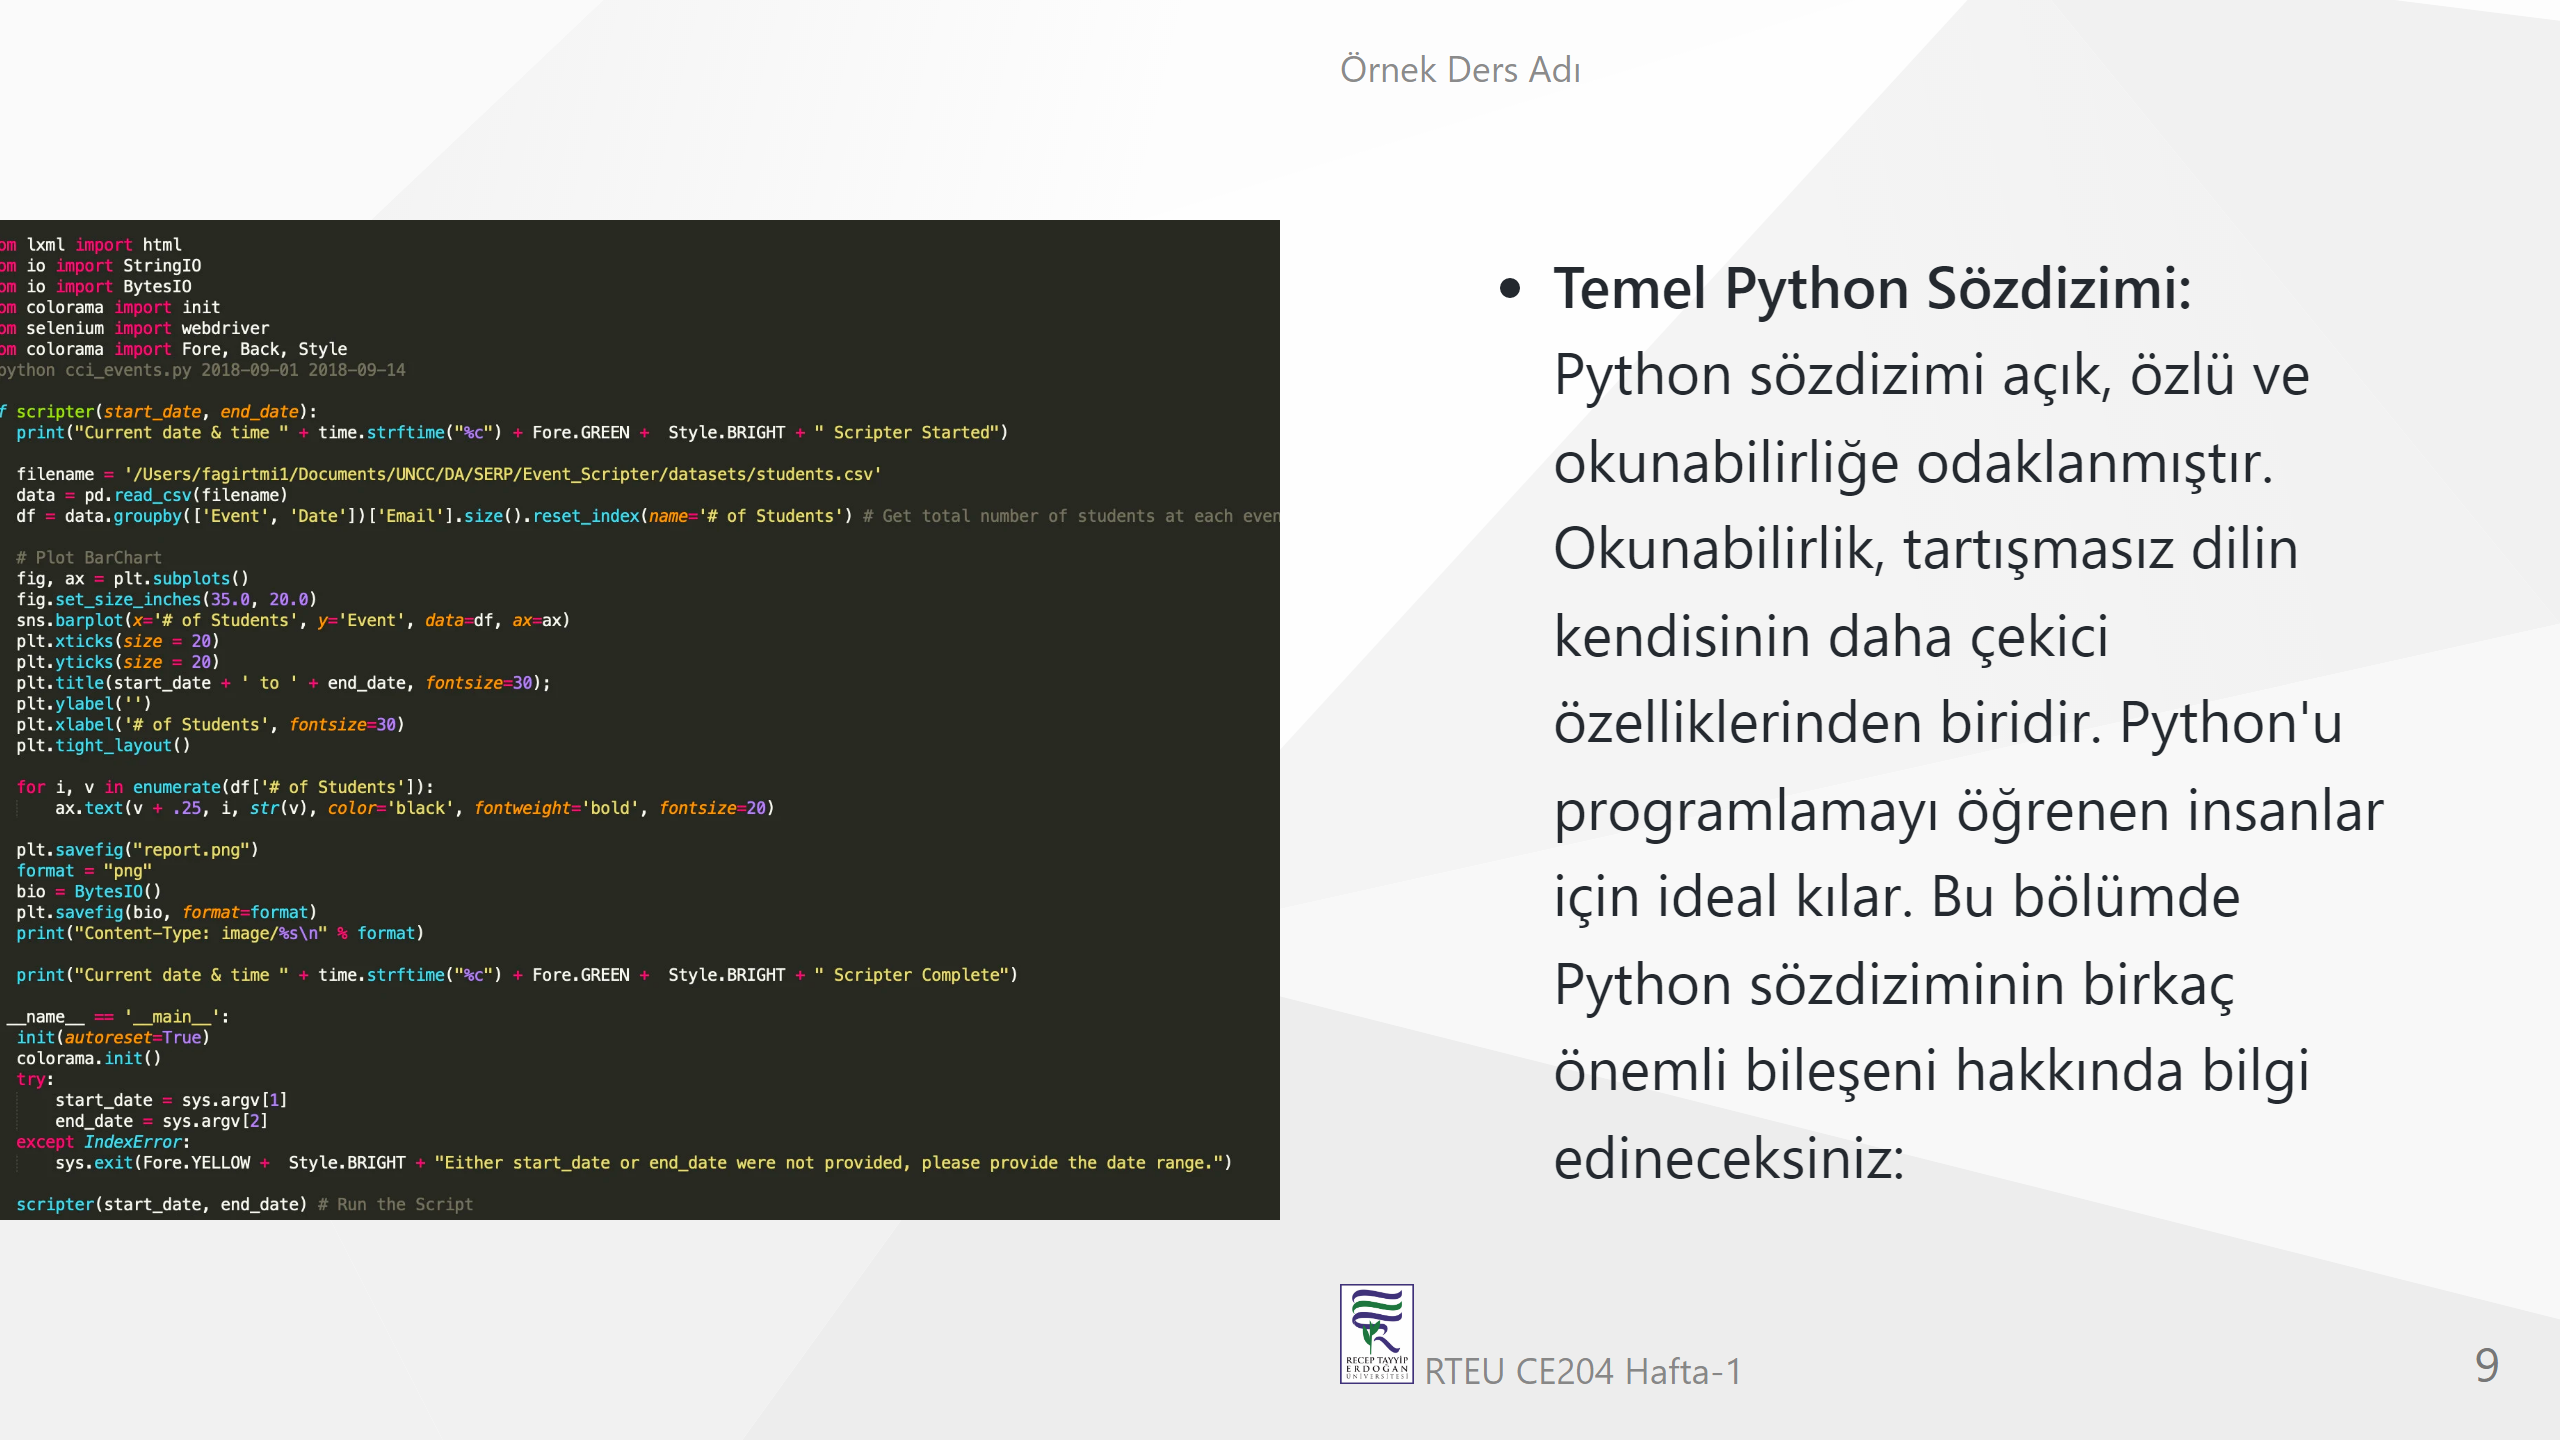 Örnek Ders Adı
om lxml import html
om io import StringIO
om io import BytesIO
om colorama import init
om selenium import webdriver
om colorama import Fore, Back, Style
python cci_events.py 2018-09-01 2018-09-14
f scripter(start_date, end_date):
print("Current date & time " + time.strftime("%c") + Fore.GREEN +  Style.BRIGHT + " Scripter Started")
filename = '/Users/fagirtmi1/Documents/UNCC/DA/SERP/Event_Scripter/datasets/students.csv'
data = pd.read_csv(filename)
df = data.groupby(['Event', 'Date'])['Email'].size().reset_index(name='# of Students') # Get total number of students at each even
# Plot BarChart
fig, ax = plt.subplots()
fig.set_size_inches(35.0, 20.0)
sns.barplot(x='# of Students', y='Event', data=df, ax=ax)
plt.xticks(size = 20)
plt.yticks(size = 20)
plt.title(start_date + ' to ' + end_date, fontsize=30);
plt.ylabel('')
plt.xlabel('# of Students', fontsize=30)
plt.tight_layout()
for i, v in enumerate(df['# of Students']):
ax.text(v + .25, i, str(v), color='black', fontweight='bold', fontsize=20)
plt.savefig("report.png")
format = "png"
bio = BytesIO()
plt.savefig(bio, format=format)
print("Content-Type: image/%s\n" % format)
print("Current date & time " + time.strftime("%c") + Fore.GREEN +  Style.BRIGHT + " Scripter Complete")
__name__ == '__main__':
init(autoreset=True)
colorama.init()
try:
start_date = sys.argv[1]
end_date = sys.argv[2]
except IndexError:
sys.exit(Fore.YELLOW +  Style.BRIGHT + "Either start_date or end_date were not provided, please provide the date range.")
scripter(start_date, end_date) # Run the Script
• Temel Python Sözdizimi:
Python sözdizimi açık, özlü ve
okunabilirliğe odaklanmıştır.
Okunabilirlik, tartışmasız dilin
kendisinin daha çekici
özelliklerinden biridir. Python'u
programlamayı öğrenen insanlar
için ideal kılar. Bu bölümde
Python sözdiziminin birkaç
önemli bileşeni hakkında bilgi
edineceksiniz:
RECEP TAYYİP
ERDOĞAN
ÜNİVERSİTESİ
RTEU CE204 Hafta-1
9